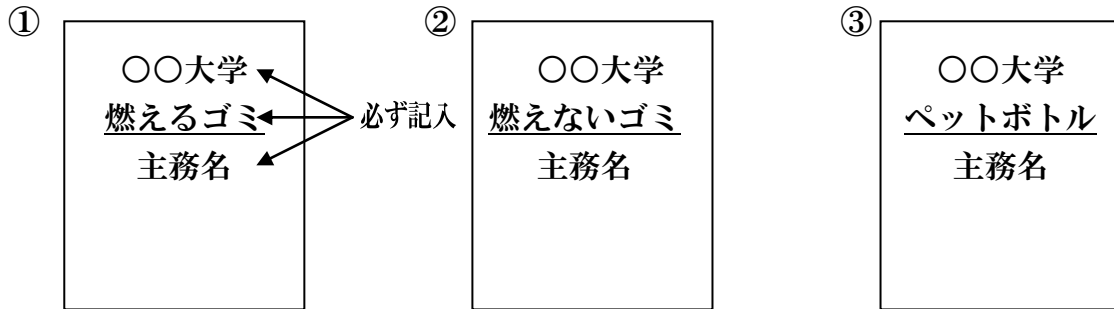 ①
〇〇大学
燃えるゴミ
主務名
必ず記入
②
〇〇大学
燃えないゴミ
主務名
③
〇〇大学
ペットボトル
主務名